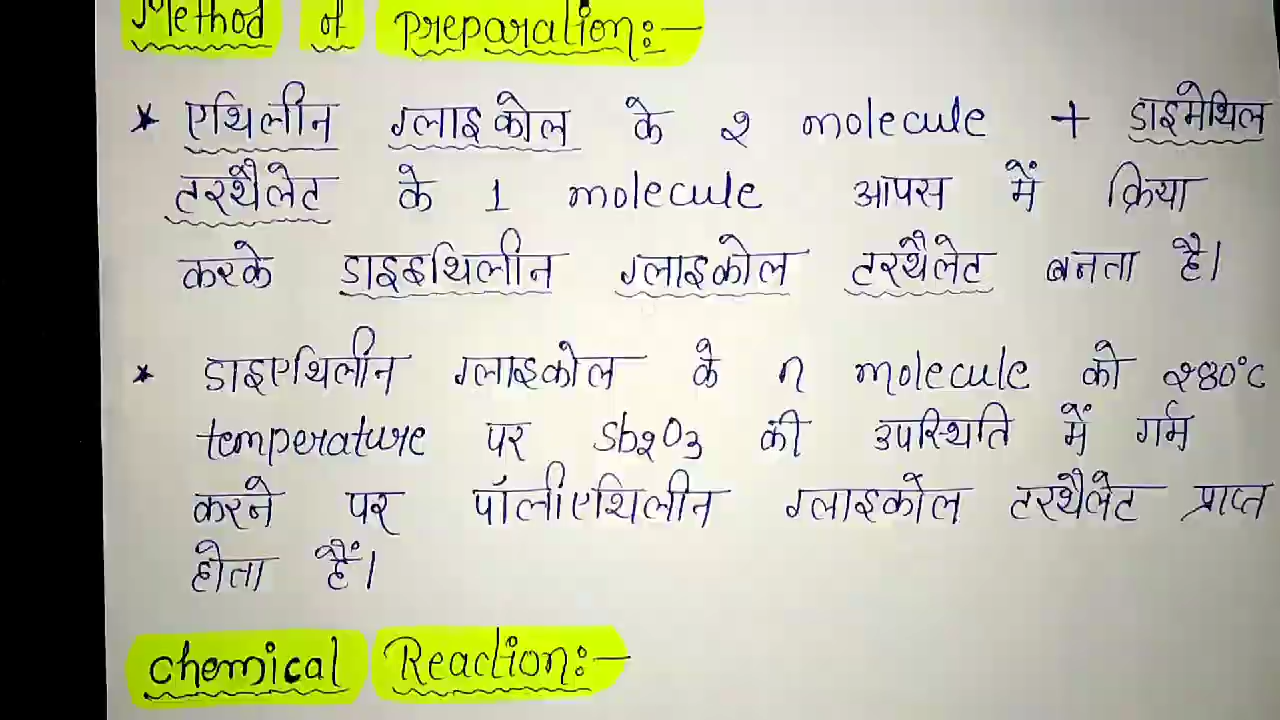 Method of Preparation:-
* एथिलीन ग्लाइकोल के 2 molecule + डाइमेथिल
टरथैलेट के 1 molecule आपस में क्रिया
करके डाइइथिलीन ग्लाइकोल टरथैलेट बनता है।
* डाइएथिलीन ग्लाइकोल के n molecule को 280°C
temperature पर Sb2O3 की उपस्थिति में गर्म
करने पर पॉलीएथिलीन ग्लाइकोल टरथैलेट प्राप्त
होता हैं।
Chemical Reaction:-